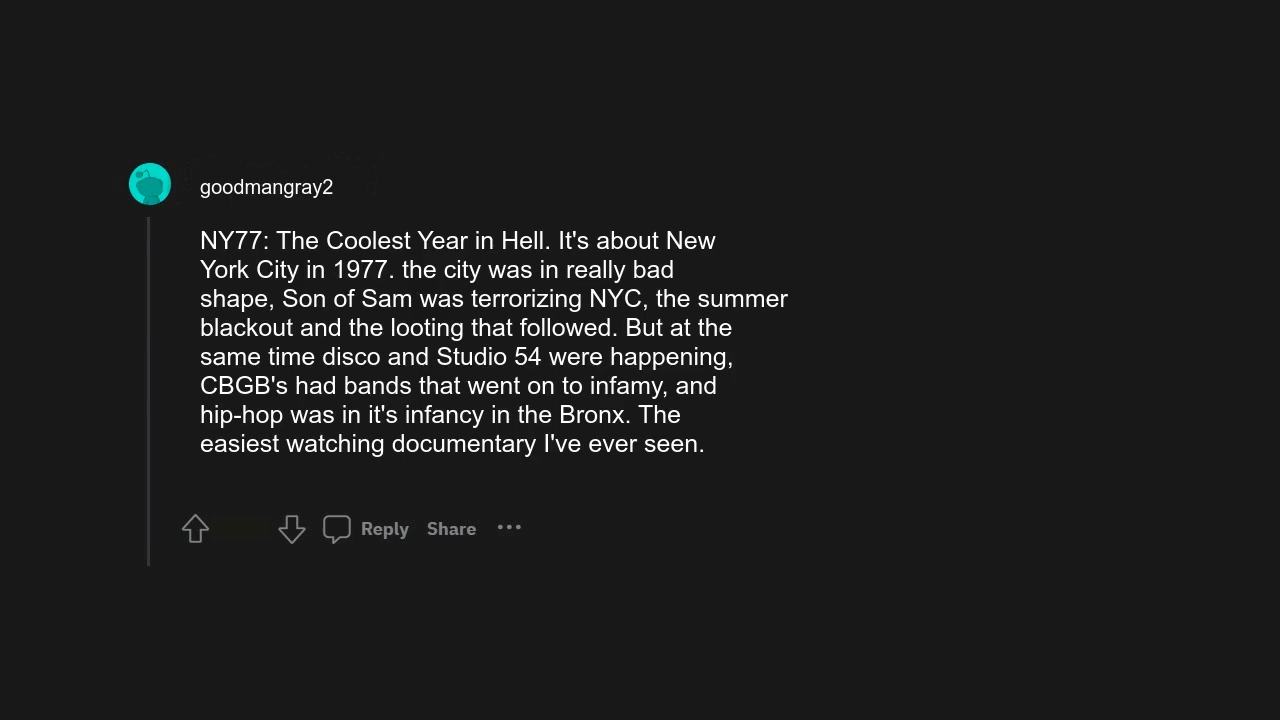 goodmangray2
NY77: The Coolest Year in Hell. It's about New
York City in 1977. the city was in really bad
shape, Son of Sam was terrorizing NYC, the summer
blackout and the looting that followed. But at the
same time disco and Studio 54 were happening,
CBGB's had bands that went on to infamy, and
hip-hop was in it's infancy in the Bronx. The
easiest watching documentary I've ever seen.
Reply Share